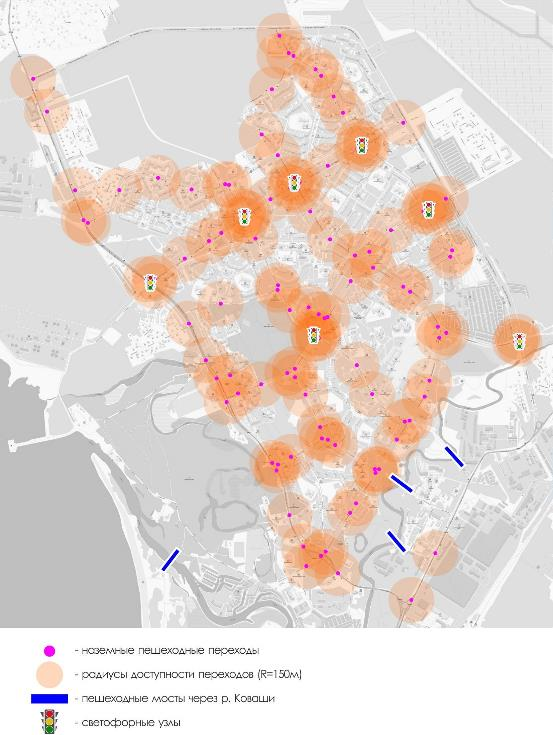 - наземные пешеходные переходы
- радиусы доступности переходов (R=150м)
- пешеходные мосты через р. Коваши
- светофорные узлы